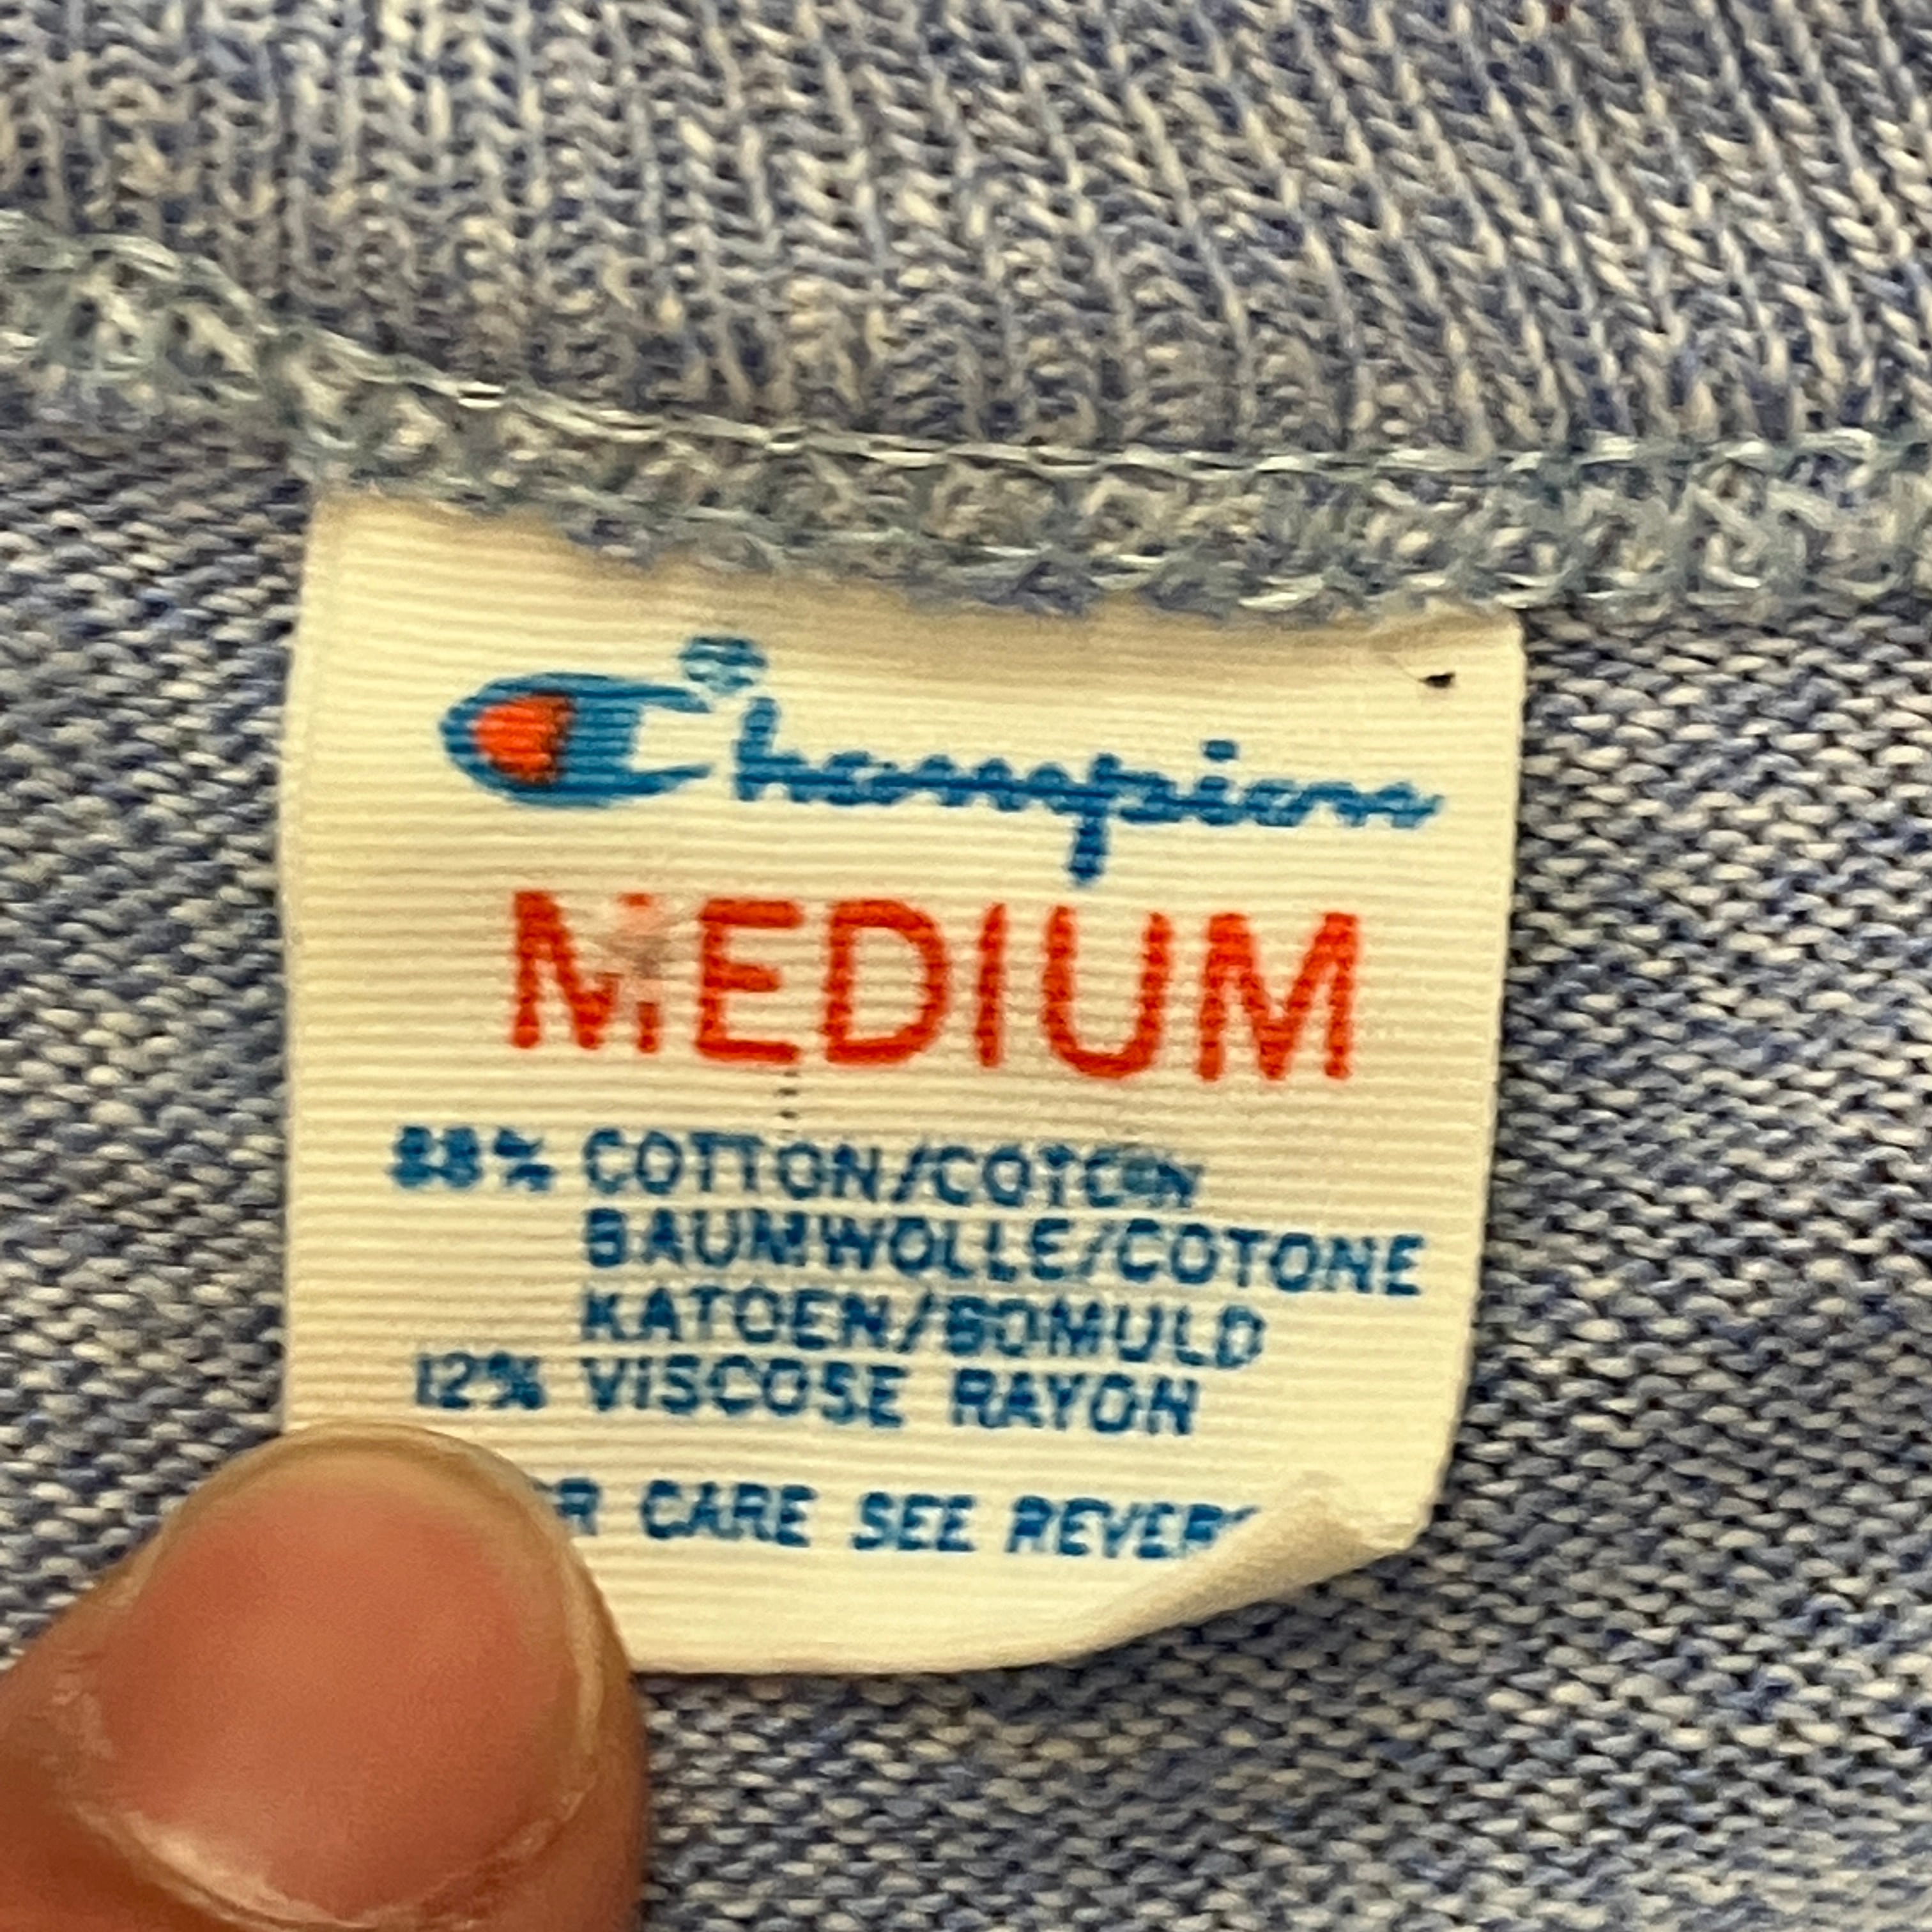 Champion
MEDIUM
88% COTTON/COTON
BAUMWOLLE/COTONE
KATOEN/BOMULD
12% VISCOSE RAYON
CARE SEE